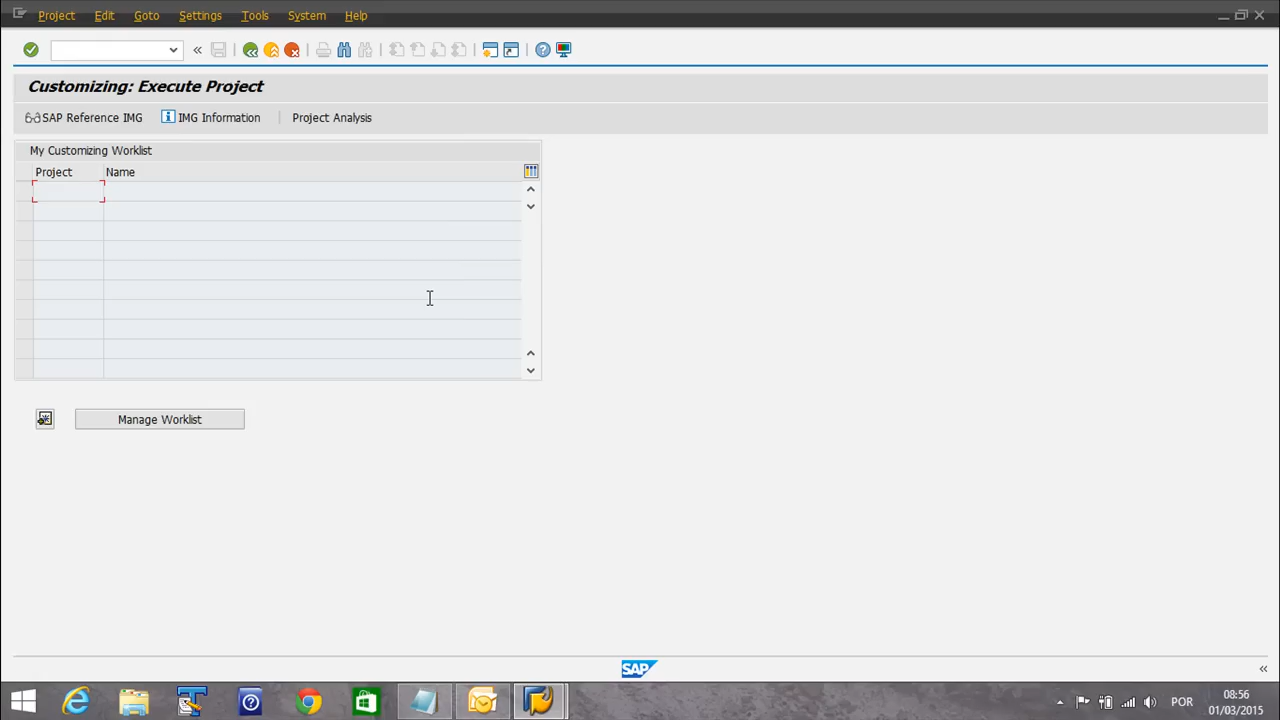 Project Edit Goto Settings Tools System Help
Customizing: Execute Project
SAP Reference IMG IMG Information Project Analysis
My Customizing Worklist
Project Name
Manage Worklist
SAP
POR
08:56
01/03/2015